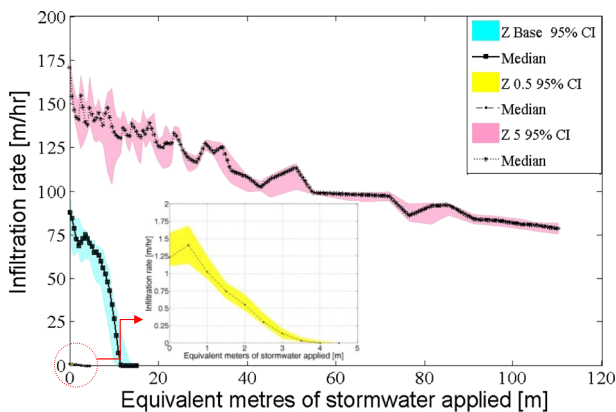 200
175
150
125
100
75
50
25
0
Infiltration rate [m/hr]
0 20 40 60 80 100 120
Equivalent metres of stormwater applied [m]
Z Base 95% CI
Median
Z 0.5 95% CI
Median
Z 5 95% CI
Median
2
1.75
1.5
1.25
1
0.75
0.5
0.25
0
Infiltration rate [m/hr]
0 1 2 3 4 5
Equivalent meters of stormwater applied [m]